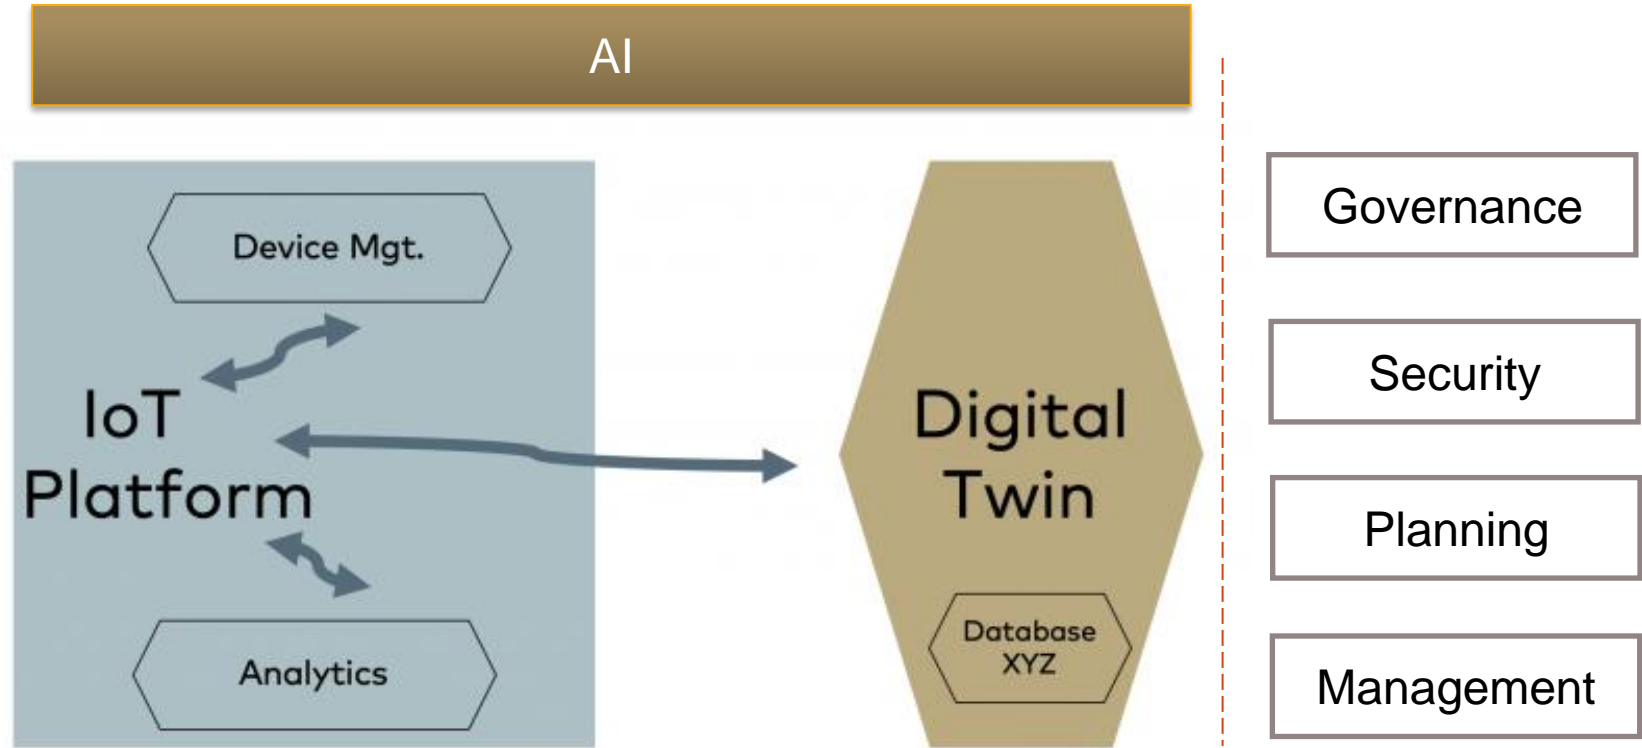 AI
Device Mgt.
IoT
Platform
Analytics
Digital
Twin
Database
XYZ
Governance
Security
Planning
Management